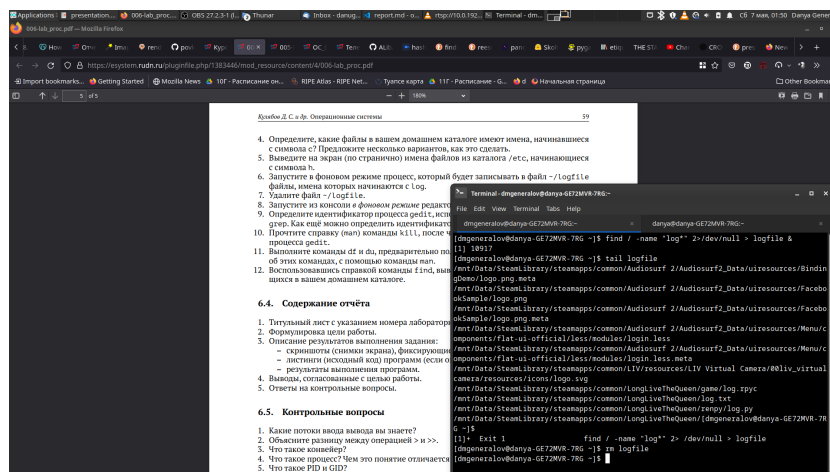 Applications
presentation....
006-lab_proc....
OBS 27.2.3-1 (l...
Thunar
Inbox - danug...
report.md - o...
rtsp://10.0.192...
Terminal - dm...
Сб 7 мая, 01:50 Danya Gener
006-lab_proc.pdf — Mozilla Firefox
https://esystem.rudn.ru/pluginfile.php/1383446/mod_resource/content/4/006-lab_proc.pdf
Import bookmarks...
Getting Started
Mozilla News
10Г - Расписание он...
RIPE Atlas - RIPE Net...
Туапсе карта
11Г - Расписание - G...
d
Начальная страница
Other Bookmar
5 of 5
180%
Кулябов Д. С. и др. Операционные системы 59
4. Определите, какие файлы в вашем домашнем каталоге имеют имена, начинавшиеся
с символа c? Предложите несколько вариантов, как это сделать.
5. Выведите на экран (по странично) имена файлов из каталога /etc, начинающиеся
с символа h.
6. Запустите в фоновом режиме процесс, который будет записывать в файл ~/logfile
файлы, имена которых начинаются с log.
7. Удалите файл ~/logfile.
8. Запустите из консоли в фоновом режиме редакто
9. Определите идентификатор процесса gedit, испо
grep. Как ещё можно определить идентификато
10. Прочтите справку (man) команды kill, после ч
процесса gedit.
11. Выполните команды df и du, предварительно по
об этих командах, с помощью команды man.
12. Воспользовавшись справкой команды find, выв
щихся в вашем домашнем каталоге.
6.4. Содержание отчёта
1. Титульный лист с указанием номера лаборатор
2. Формулировка цели работы.
3. Описание результатов выполнения задания:
– скриншоты (снимки экрана), фиксирующие
– листинги (исходный код) программ (если о
– результаты выполнения программ.
4. Выводы, согласованные с целью работы.
5. Ответы на контрольные вопросы.
6.5. Контрольные вопросы
1. Какие потоки ввода вывода вы знаете?
2. Объясните разницу между операцией > и >>.
3. Что такое конвейер?
4. Что такое процесс? Чем это понятие отличается
5. Что такое PID и GID?
Terminal - dmgeneralov@danya-GE72MVR-7RG:~
File Edit View Terminal Tabs Help
dmgeneralov@danya-GE72MVR-7RG:~
danya@danya-GE72MVR-7RG:~
[dmgeneralov@danya-GE72MVR-7RG ~]$ find / -name "log*" 2>/dev/null > logfile &
[1] 10917
[dmgeneralov@danya-GE72MVR-7RG ~]$ tail logfile
/mnt/Data/SteamLibrary/steamapps/common/Audiosurf 2/Audiosurf2_Data/uiresources/Bindin
gDemo/logo.png.meta
/mnt/Data/SteamLibrary/steamapps/common/Audiosurf 2/Audiosurf2_Data/uiresources/Facebo
okSample/logo.png
/mnt/Data/SteamLibrary/steamapps/common/Audiosurf 2/Audiosurf2_Data/uiresources/Facebo
okSample/logo.png.meta
/mnt/Data/SteamLibrary/steamapps/common/Audiosurf 2/Audiosurf2_Data/uiresources/Menu/c
omponents/flat-ui-official/less/modules/login.less
/mnt/Data/SteamLibrary/steamapps/common/Audiosurf 2/Audiosurf2_Data/uiresources/Menu/c
omponents/flat-ui-official/less/modules/login.less.meta
/mnt/Data/SteamLibrary/steamapps/common/LIV/resources/LIV Virtual Camera/00liv_virtual
camera/resources/icons/logo.svg
/mnt/Data/SteamLibrary/steamapps/common/LongLiveTheQueen/game/log.rpyc
/mnt/Data/SteamLibrary/steamapps/common/LongLiveTheQueen/log.txt
/mnt/Data/SteamLibrary/steamapps/common/LongLiveTheQueen/renpy/log.py
/mnt/Data/SteamLibrary/steamapps/common/LongLiveTheQueen/[dmgeneralov@danya-GE72MVR-7R
G ~]$
[1]+ Exit 1 find / -name "log*" 2> /dev/null > logfile
[dmgeneralov@danya-GE72MVR-7RG ~]$ rm logfile
[dmgeneralov@danya-GE72MVR-7RG ~]$